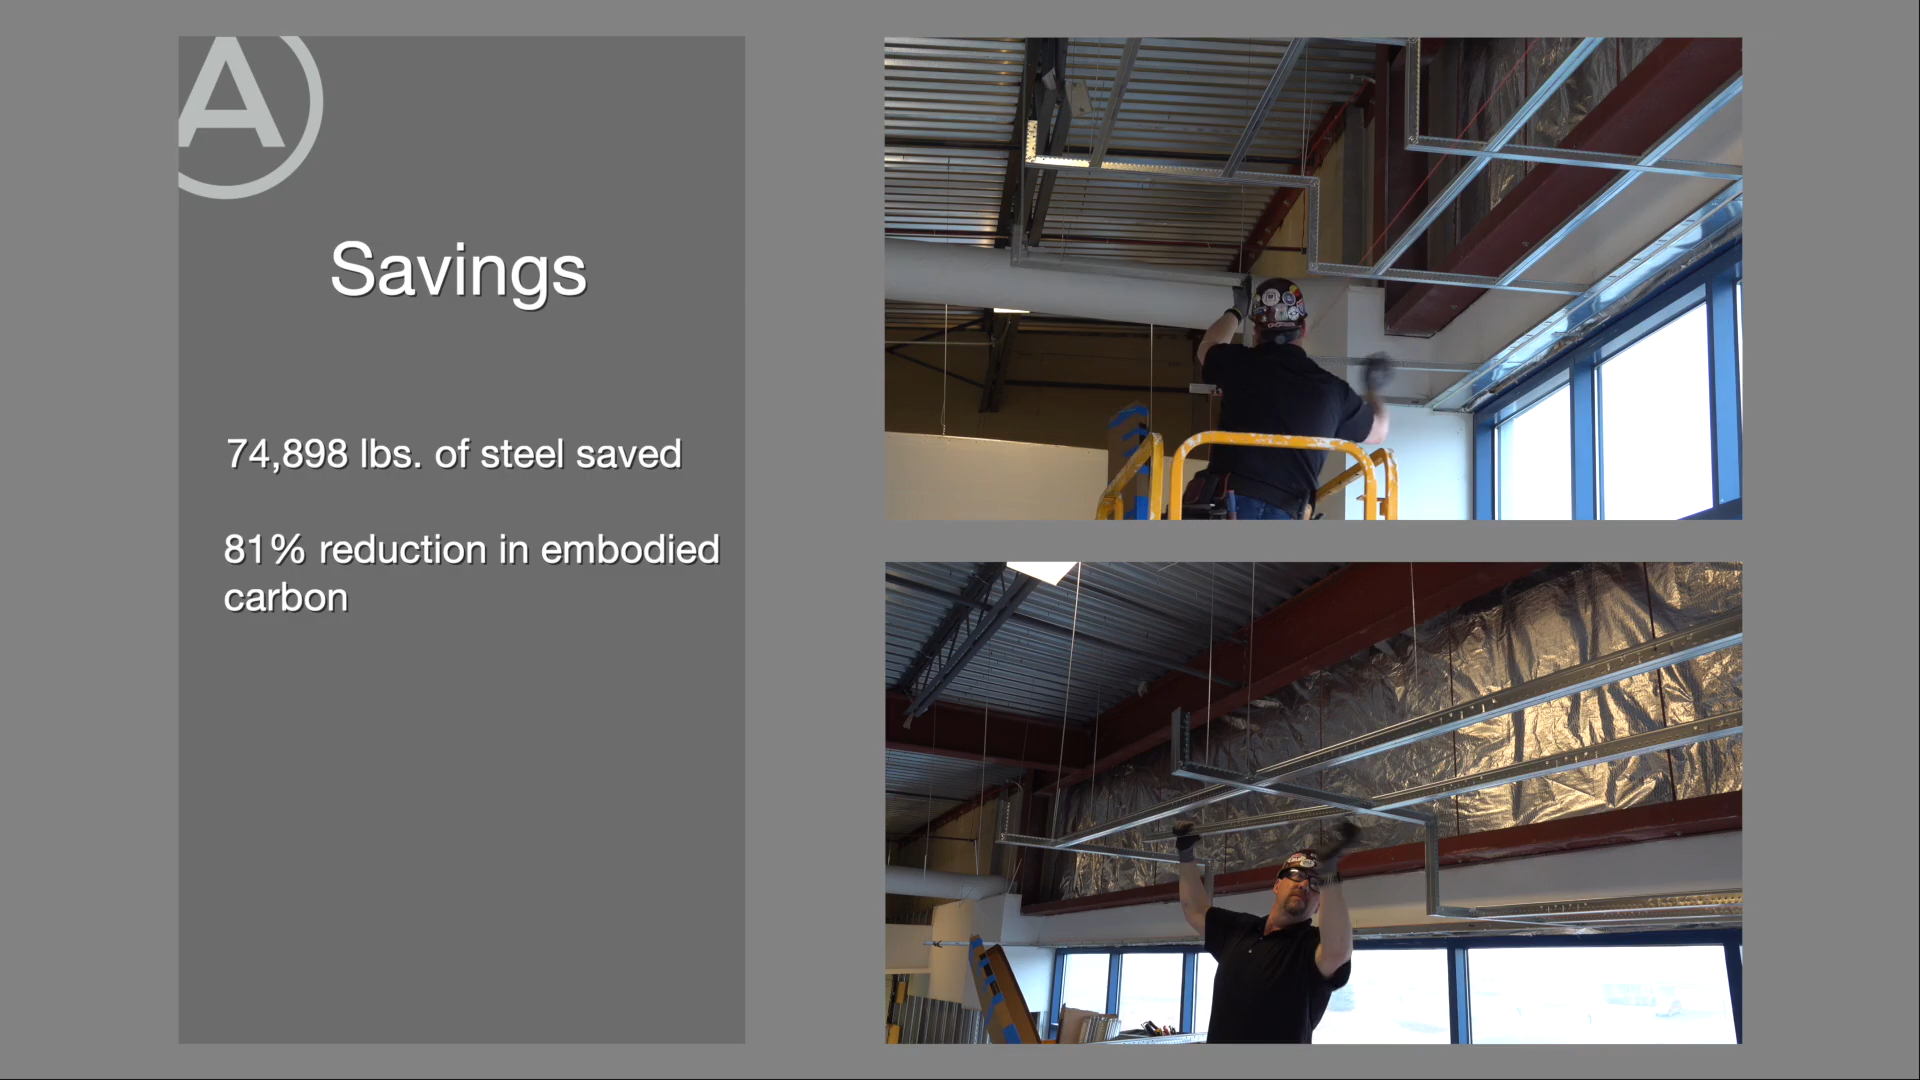 A
Savings
74,898 lbs. of steel saved
81% reduction in embodied
carbon